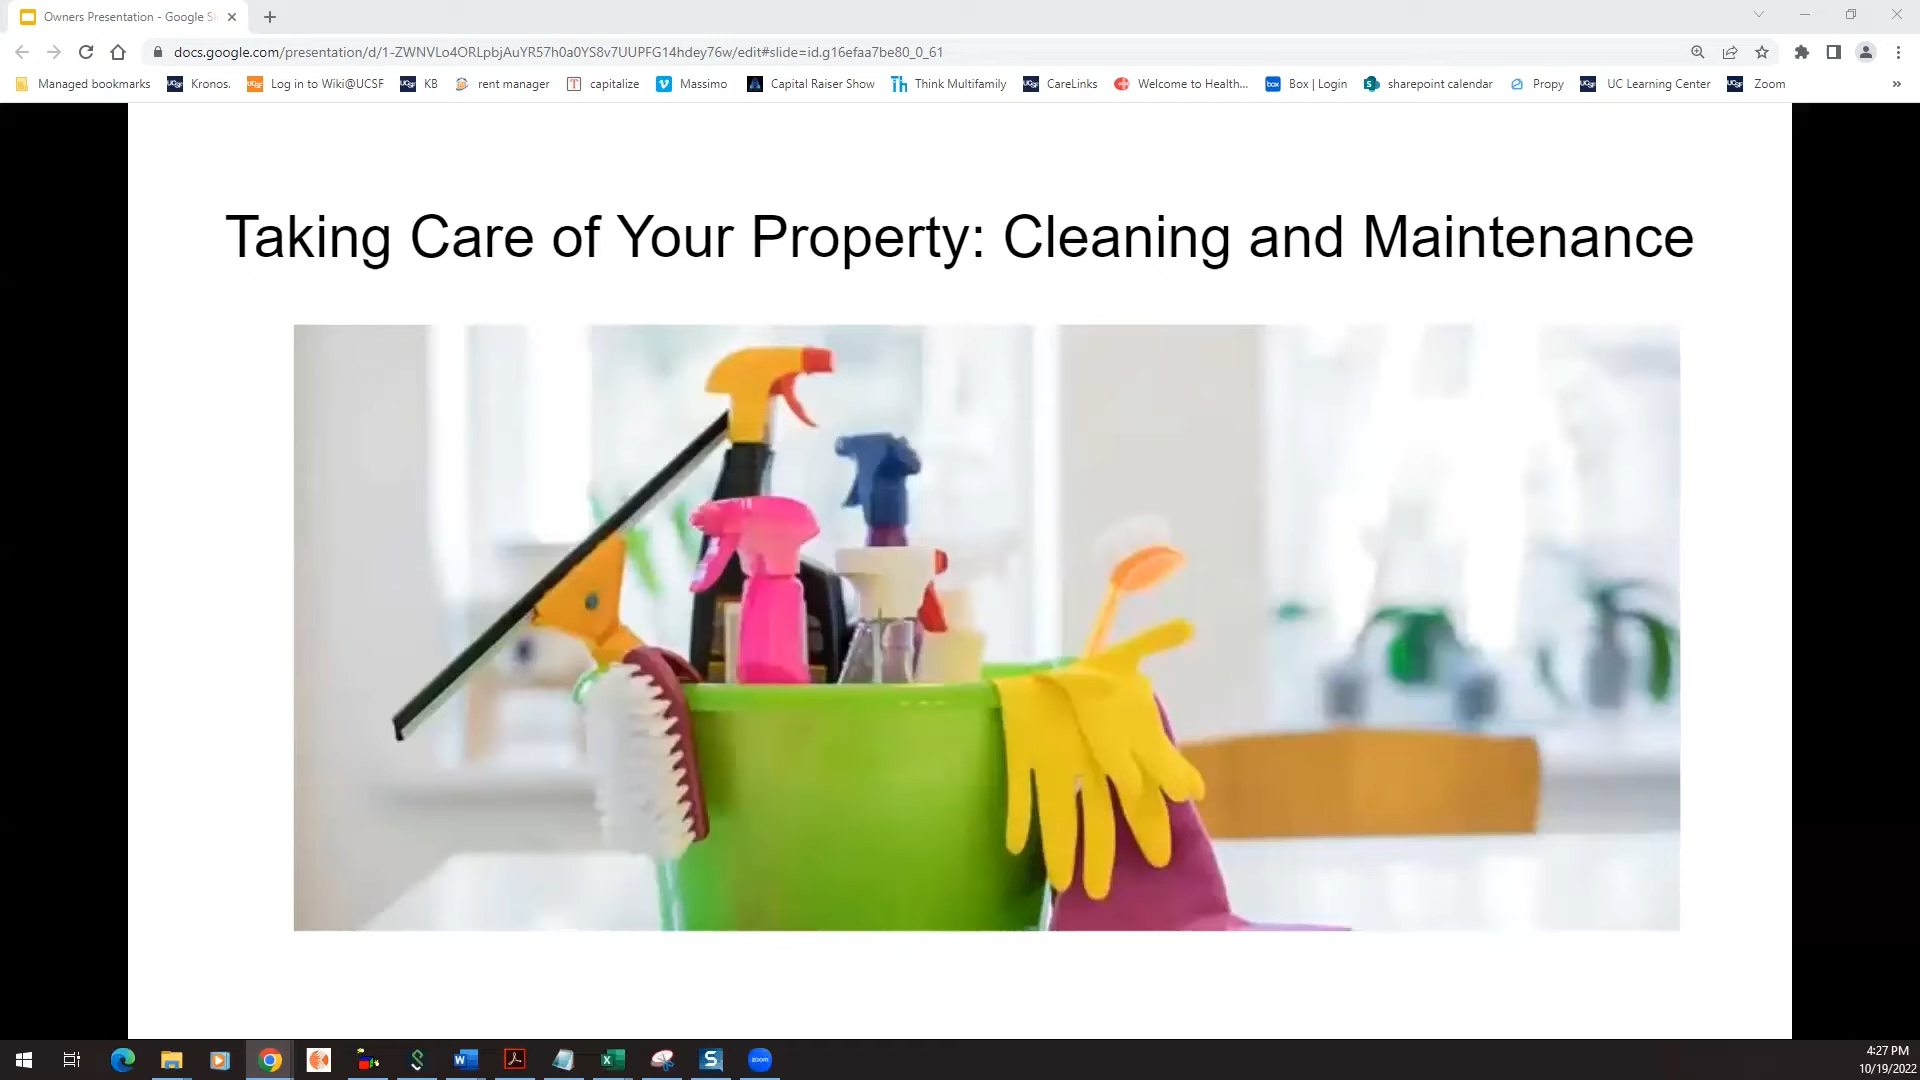 Owners Presentation - Google Sl
docs.google.com/presentation/d/1-ZWNVLo4ORLpbjAuYR57h0a0YS8v7UUPFG14hdey76w/edit#slide=id.g16efaa7be80_0_61
Managed bookmarks Kronos. Log in to Wiki@UCSF KB rent manager capitalize Massimo Capital Raiser Show Think Multifamily CareLinks Welcome to Health... Box | Login sharepoint calendar Propy UC Learning Center Zoom »
Taking Care of Your Property: Cleaning and Maintenance
4:27 PM
10/19/2022